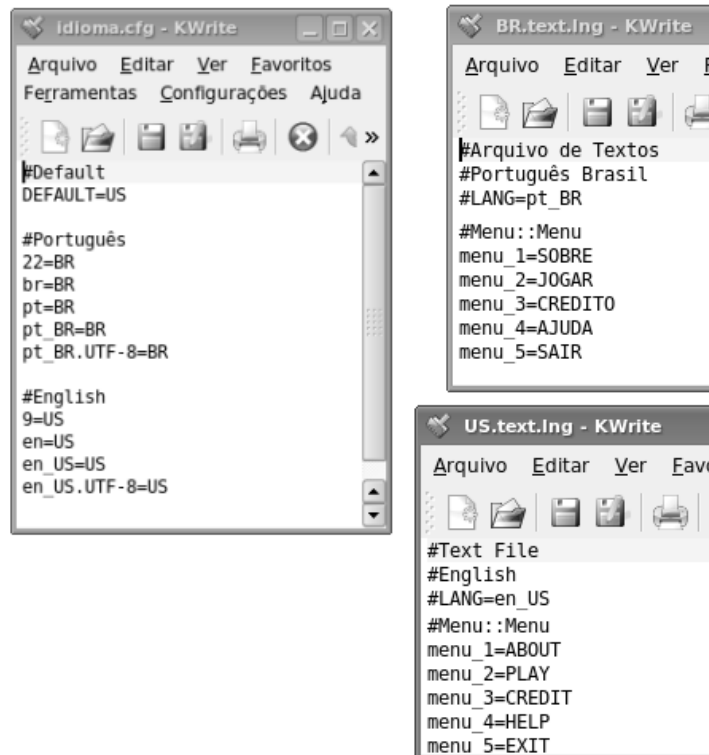 idioma.cfg - KWrite
Arquivo Editar Ver Favoritos
Ferramentas Configurações Ajuda
#Default
DEFAULT=US
#Português
22=BR
br=BR
pt=BR
pt_BR=BR
pt_BR.UTF-8=BR
#English
9=US
en=US
en_US=US
en_US.UTF-8=US
BR.text.lng - KWrite
Arquivo Editar Ver
#Arquivo de Textos
#Português Brasil
#LANG=pt_BR
#Menu::Menu
menu_1=SOBRE
menu_2=JOGAR
menu_3=CREDITO
menu_4=AJUDA
menu_5=SAIR
US.text.lng - KWrite
Arquivo Editar Ver Favo
#Text File
#English
#LANG=en_US
#Menu::Menu
menu_1=ABOUT
menu_2=PLAY
menu_3=CREDIT
menu_4=HELP
menu_5=EXIT